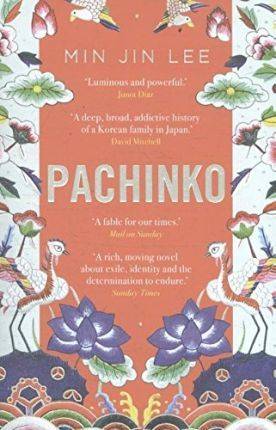 MIN JIN LEE
‘Luminous and powerful.’
Junot Díaz
‘A deep, broad, addictive history
of a Korean family in Japan.’
David Mitchell
PACHINKO
‘A fable for our times.’
Mail on Sunday
‘A rich, moving novel
about exile, identity and the
determination to endure.’
Sunday Times